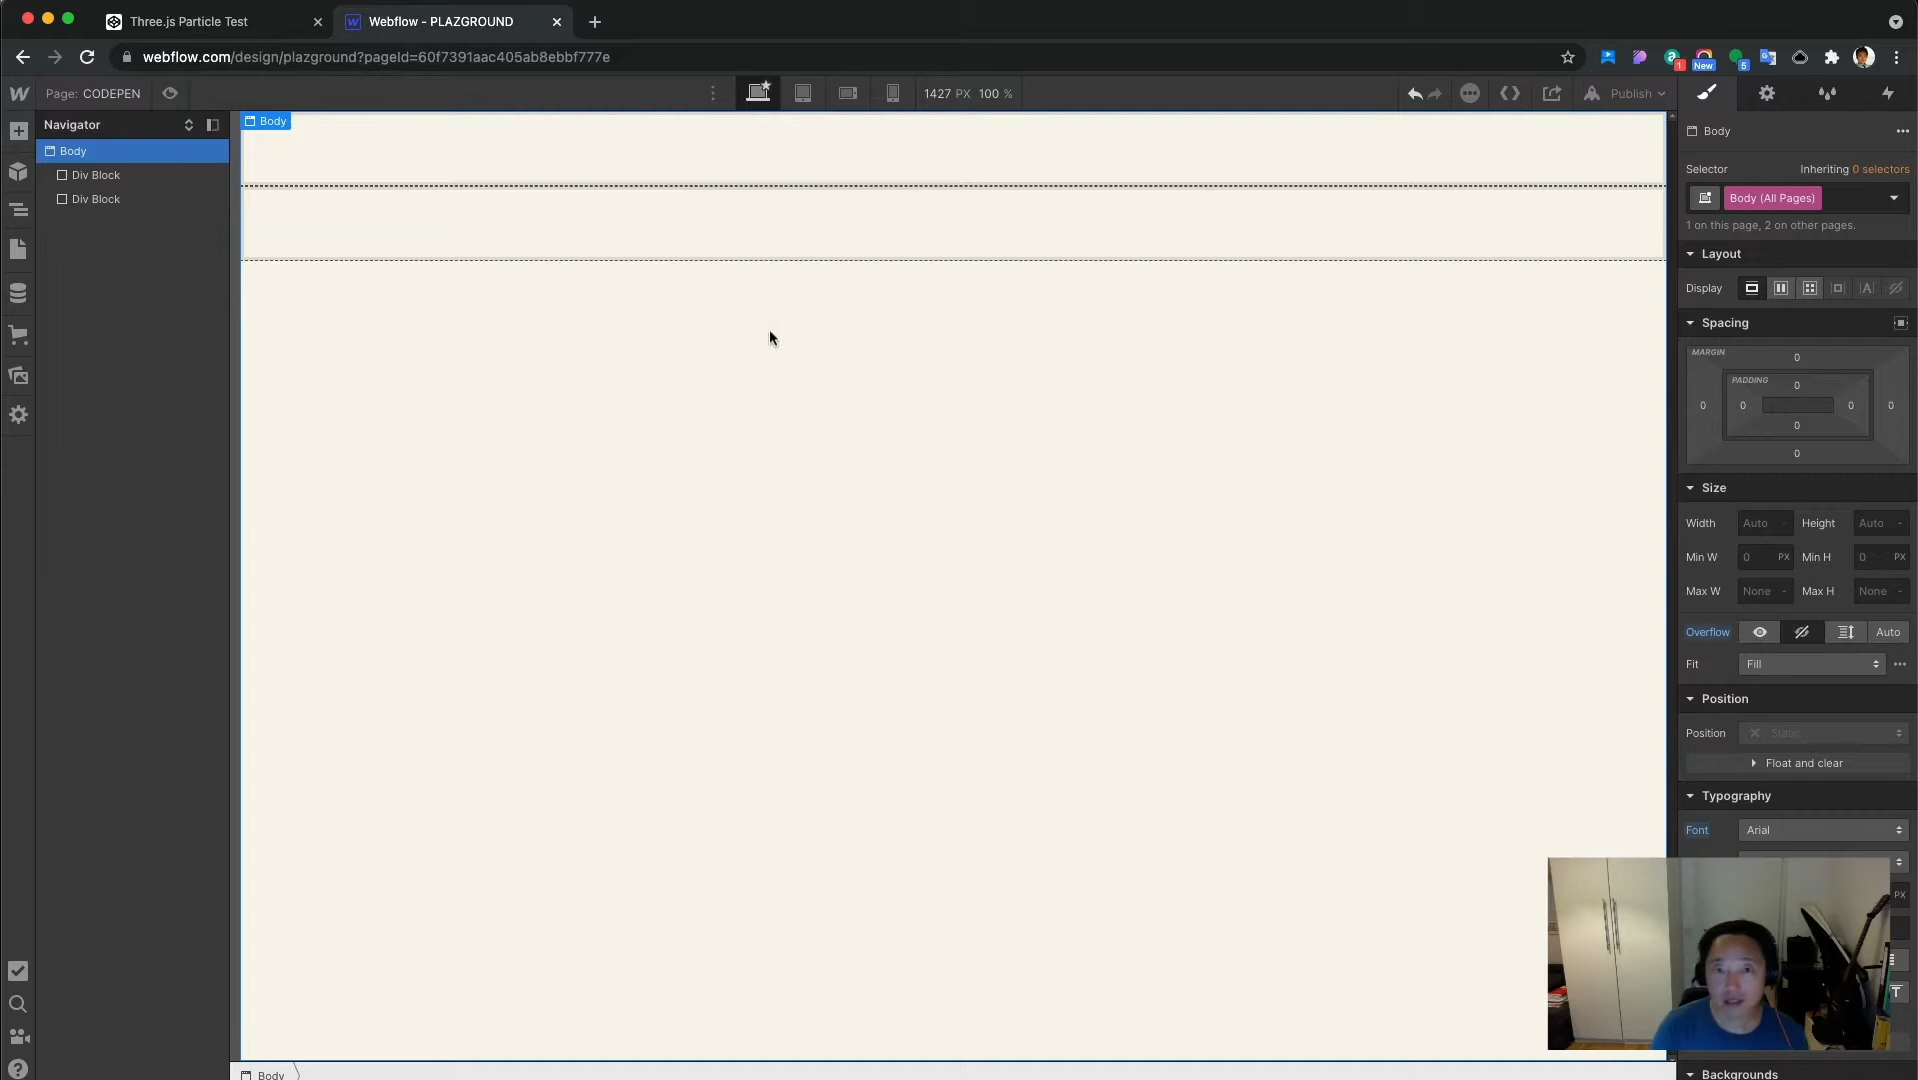 Three.js Particle Test
Webflow - PLAZGROUND
webflow.com/design/plazground?pageId=60f7391aac405ab8ebbf777e
1
New
5
Page: CODEPEN
1427 PX 100 %
Publish
Navigator
Body
Div Block
Div Block
Body
Body
Selector
Inheriting 0 selectors
Body (All Pages)
1 on this page, 2 on other pages.
Layout
Display
Spacing
MARGIN
0
PADDING
0
0
0
0
0
0
0
Size
Width
Auto -
Height
Auto -
Min W
0 PX
Min H
0 PX
Max W
None -
Max H
None -
Overflow
Auto
Fit
Fill
Position
Position
Static
Float and clear
Typography
Font
Arial
PX
Body
Backgrounds